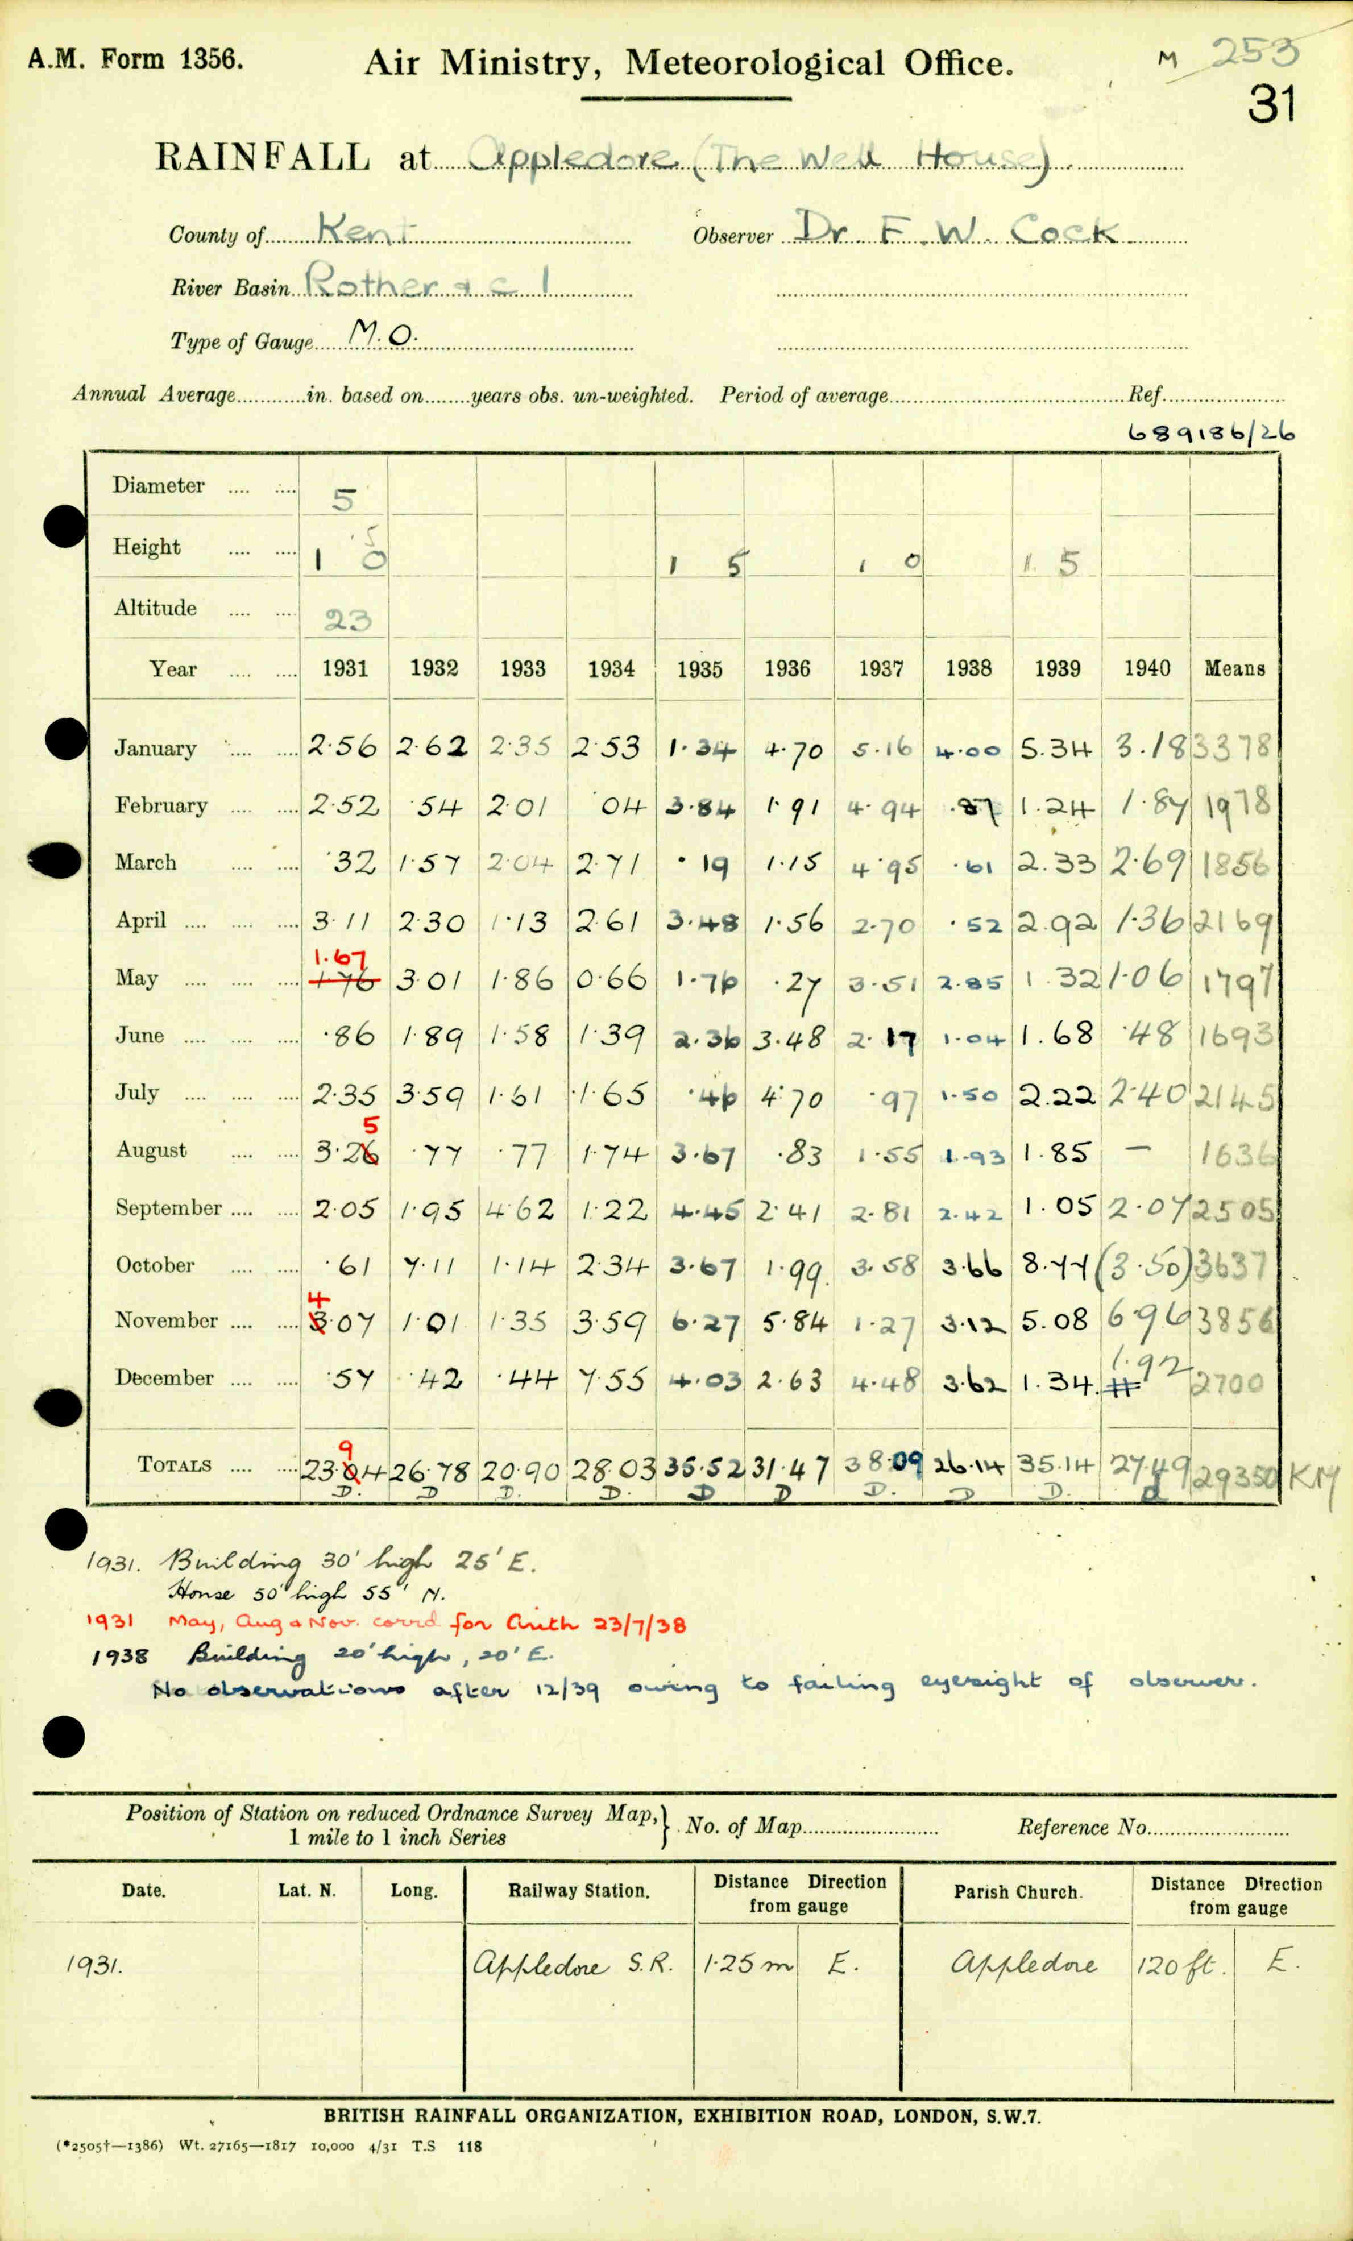 A.M. Form 1356. Air Ministry, Meteorological Office. M 253
31
RAINFALL at Appledore (The Well House)
County of Kent Observer Dr. F. W. Cock
River Basin Rother & c 1
Type of Gauge M.O.
Annual Average in. based on years obs. un-weighted. Period of average Ref.
689186/26
Diameter 5
Height 1 0 5 1 5 1 0 1 5
Altitude 23
Year 1931 1932 1933 1934 1935 1936 1937 1938 1939 1940 Means
January 2.56 2.62 2.35 2.53 1.34 4.70 5.16 4.00 5.34 3.18 3378
February 2.52 .54 2.01 .04 3.84 1.91 4.94 .87 1.24 1.87 1978
March .32 1.57 2.04 2.71 .19 1.15 4.95 .61 2.33 2.69 1856
April 3.11 2.30 1.13 2.61 3.48 1.56 2.70 .52 2.92 1.36 2169
1.67
May 1.76 3.01 1.86 0.66 1.76 .27 3.51 2.85 1.32 1.06 1797
June .86 1.89 1.58 1.39 2.36 3.48 2.17 1.04 1.68 .48 1693
July 2.35 3.59 1.61 1.65 .46 4.70 .97 1.50 2.22 2.40 2145
5
August 3.26 .77 .77 1.74 3.67 .83 1.55 1.93 1.85 — 1636
September 2.05 1.95 4.62 1.22 4.45 2.41 2.81 2.42 1.05 2.07 2505
October .61 7.11 1.14 2.34 3.67 1.99 3.58 3.66 8.77 (3.50) 3637
4
November 3.07 1.01 1.35 3.59 6.27 5.84 1.27 3.12 5.08 6.96 3856
December .57 .42 .44 7.55 4.03 2.63 4.48 3.62 1.34 1.92 2700
9
TOTALS 23.04 26.78 20.90 28.03 35.52 31.47 38.09 26.14 35.14 27.49 29350 KM
D. D D. D. D D D. D D. d
1931. Building 30' high 25' E.
House 50' high 55' N.
1931 May, Aug & Nov. corrd for Arith 23/7/38
1938 Building 20' high, 20' E.
No observations after 12/39 owing to failing eyesight of observer.
Position of Station on reduced Ordnance Survey Map, 1 mile to 1 inch Series } No. of Map Reference No.
Date. Lat. N. Long. Railway Station. Distance Direction from gauge Parish Church. Distance Direction from gauge
1931. Appledore S.R. 1.25 m E. Appledore 120 ft. E.
BRITISH RAINFALL ORGANIZATION, EXHIBITION ROAD, LONDON, S.W.7.
(*2505†—1386) Wt. 27165—1817 10,000 4/31 T.S 118